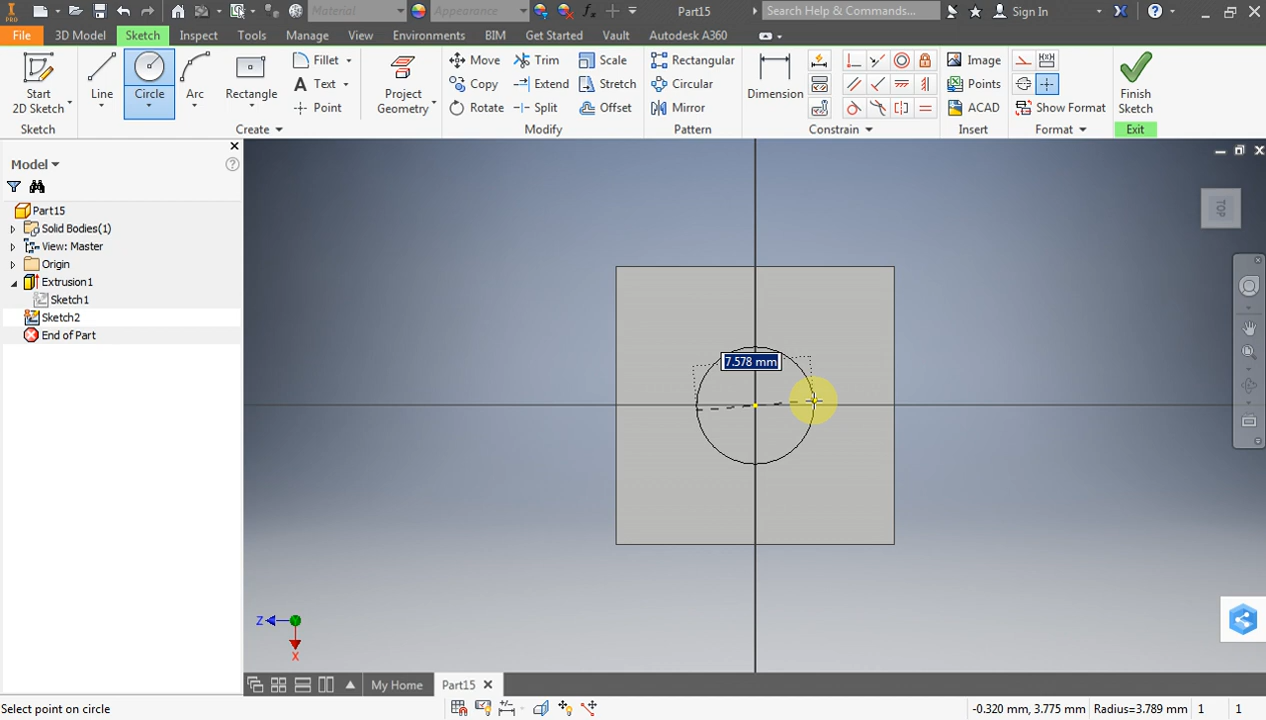 PRO
Material
Appearance
fx
Part15
Search Help & Commands...
Sign In
File
3D Model
Sketch
Inspect
Tools
Manage
View
Environments
BIM
Get Started
Vault
Autodesk A360
Start
2D Sketch
Line
Circle
Arc
Rectangle
Fillet
Text
Point
Project
Geometry
Move
Copy
Rotate
Trim
Extend
Split
Scale
Stretch
Offset
Rectangular
Circular
Mirror
Dimension
Image
Points
ACAD
Show Format
Finish
Sketch
Sketch
Create
Modify
Pattern
Constrain
Insert
Format
Exit
Model
Part15
Solid Bodies(1)
View: Master
Origin
Extrusion1
Sketch1
Sketch2
End of Part
7.578 mm
TOP
Z
X
My Home
Part15
Select point on circle
-0.320 mm, 3.775 mm
Radius=3.789 mm
1
1